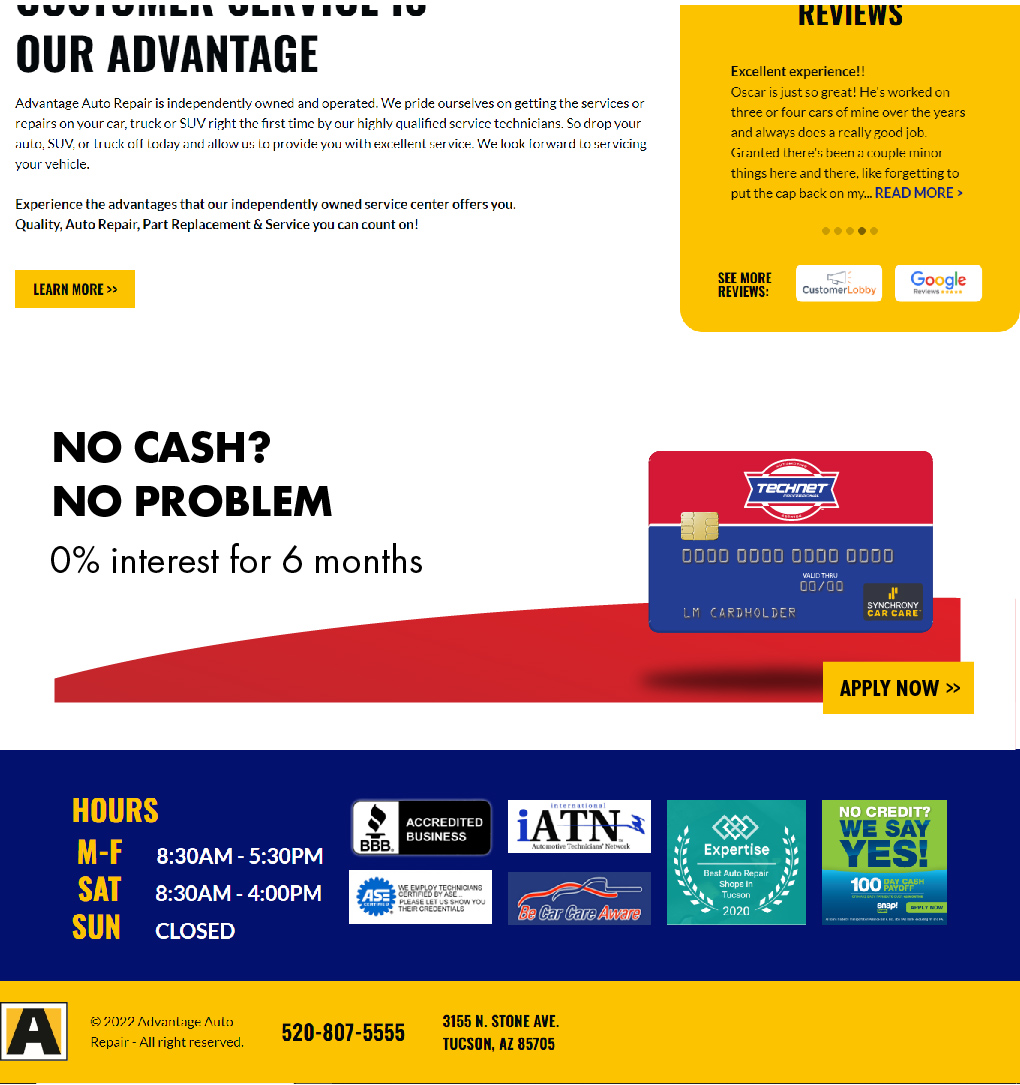 CUSTOMER SERVICE IS
OUR ADVANTAGE
Advantage Auto Repair is independently owned and operated. We pride ourselves on getting the services or
repairs on your car, truck or SUV right the first time by our highly qualified service technicians. So drop your
auto, SUV, or truck off today and allow us to provide you with excellent service. We look forward to servicing
your vehicle.
Experience the advantages that our independently owned service center offers you.
Quality, Auto Repair, Part Replacement & Service you can count on!
LEARN MORE >>
REVIEWS
Excellent experience!!
Oscar is just so great! He's worked on
three or four cars of mine over the years
and always does a really good job.
Granted there's been a couple minor
things here and there, like forgetting to
put the cap back on my... READ MORE >
SEE MORE
REVIEWS:
CustomerLobby
Google
Reviews
NO CASH?
NO PROBLEM
0% interest for 6 months
TECHNET
PROFESSIONAL
0000 0000 0000 0000
VALID THRU
00/00
LM CARDHOLDER
SYNCHRONY
CAR CARE
APPLY NOW >>
HOURS
M-F 8:30AM - 5:30PM
SAT 8:30AM - 4:00PM
SUN CLOSED
BBB.
ACCREDITED
BUSINESS
international
iATN
Automotive Technicians' Network
ASE
CERTIFIED
WE EMPLOY TECHNICIANS
CERTIFIED BY ASE...
PLEASE LET US SHOW YOU
THEIR CREDENTIALS
Be Car Care Aware
Expertise
Best Auto Repair
Shops in
Tucson
2020
NO CREDIT?
WE SAY
YES!
100 DAY CASH
PAYOFF
snap!
APPLY NOW
© 2022 Advantage Auto
Repair - All right reserved.
520-807-5555
3155 N. STONE AVE.
TUCSON, AZ 85705